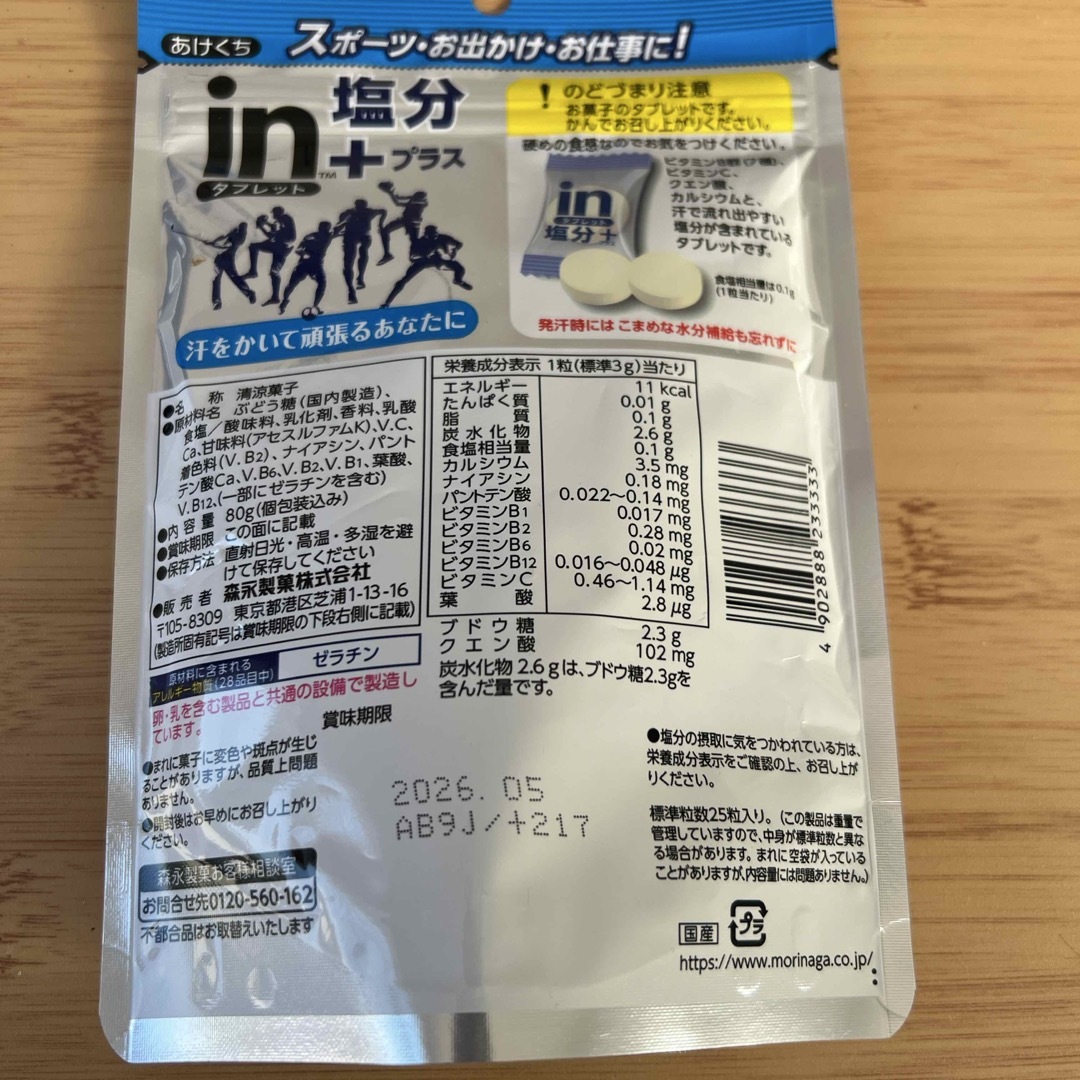 あけくち
スポーツ・お出かけ・お仕事に!
in™
タブレット
塩分
+プラス
! のどづまり注意
お菓子のタブレットです。
かんでお召し上がりください。
硬めの食感なのでお気をつけください。
ビタミンB群(7種)、
ビタミンC、
クエン酸、
カルシウムと、
汗で流れ出やすい
塩分が含まれている
タブレットです。
in
タブレット
塩分+
食塩相当量は0.1g
(1粒当たり)
発汗時にはこまめな水分補給も忘れずに
汗をかいて頑張るあなたに
●名称 清涼菓子
●原材料名 ぶどう糖(国内製造)、
食塩/酸味料、乳化剤、香料、乳酸
Ca、甘味料(アセスルファムK)、V.C、
着色料(V.B2)、ナイアシン、パント
テン酸Ca、V.B6、V.B2、V.B1、葉酸、
V.B12、(一部にゼラチンを含む)
●内容量 80g(個包装込み)
●賞味期限 この面に記載
●保存方法 直射日光・高温・多湿を避
けて保存してください
●販売者 森永製菓株式会社
〒105-8309 東京都港区芝浦1-13-16
(製造所固有記号は賞味期限の下段右側に記載)
栄養成分表示 1粒(標準3g)当たり
エネルギー 11 kcal
たんぱく質 0.01 g
脂質 0.1 g
炭水化物 2.6 g
食塩相当量 0.1 g
カルシウム 3.5 mg
ナイアシン 0.18 mg
パントテン酸 0.022〜0.14 mg
ビタミンB1 0.017 mg
ビタミンB2 0.28 mg
ビタミンB6 0.02 mg
ビタミンB12 0.016〜0.048 μg
ビタミンC 0.46〜1.14 mg
葉酸 2.8 μg
ブドウ糖 2.3 g
クエン酸 102 mg
炭水化物 2.6gは、ブドウ糖2.3gを
含んだ量です。
4 902888 233333
原材料に含まれる
アレルギー物質(28品目中)
ゼラチン
卵・乳を含む製品と共通の設備で製造し
ています。
賞味期限
2026.05
AB9J/+217
●まれに菓子に変色や斑点が生じ
ることがありますが、品質上問題
ありません。
●開封後はお早めにお召し上がり
ください。
森永製菓お客様相談室
お問合せ先0120-560-162
不都合品はお取替えいたします
●塩分の摂取に気をつかわれている方は、
栄養成分表示をご確認の上、お召し上が
りください。
標準粒数25粒入り。(この製品は重量で
管理していますので、中身が標準粒数と異な
る場合があります。まれに空袋が入っている
ことがありますが、内容量には問題ありません。)
国産
プラ
https://www.morinaga.co.jp/